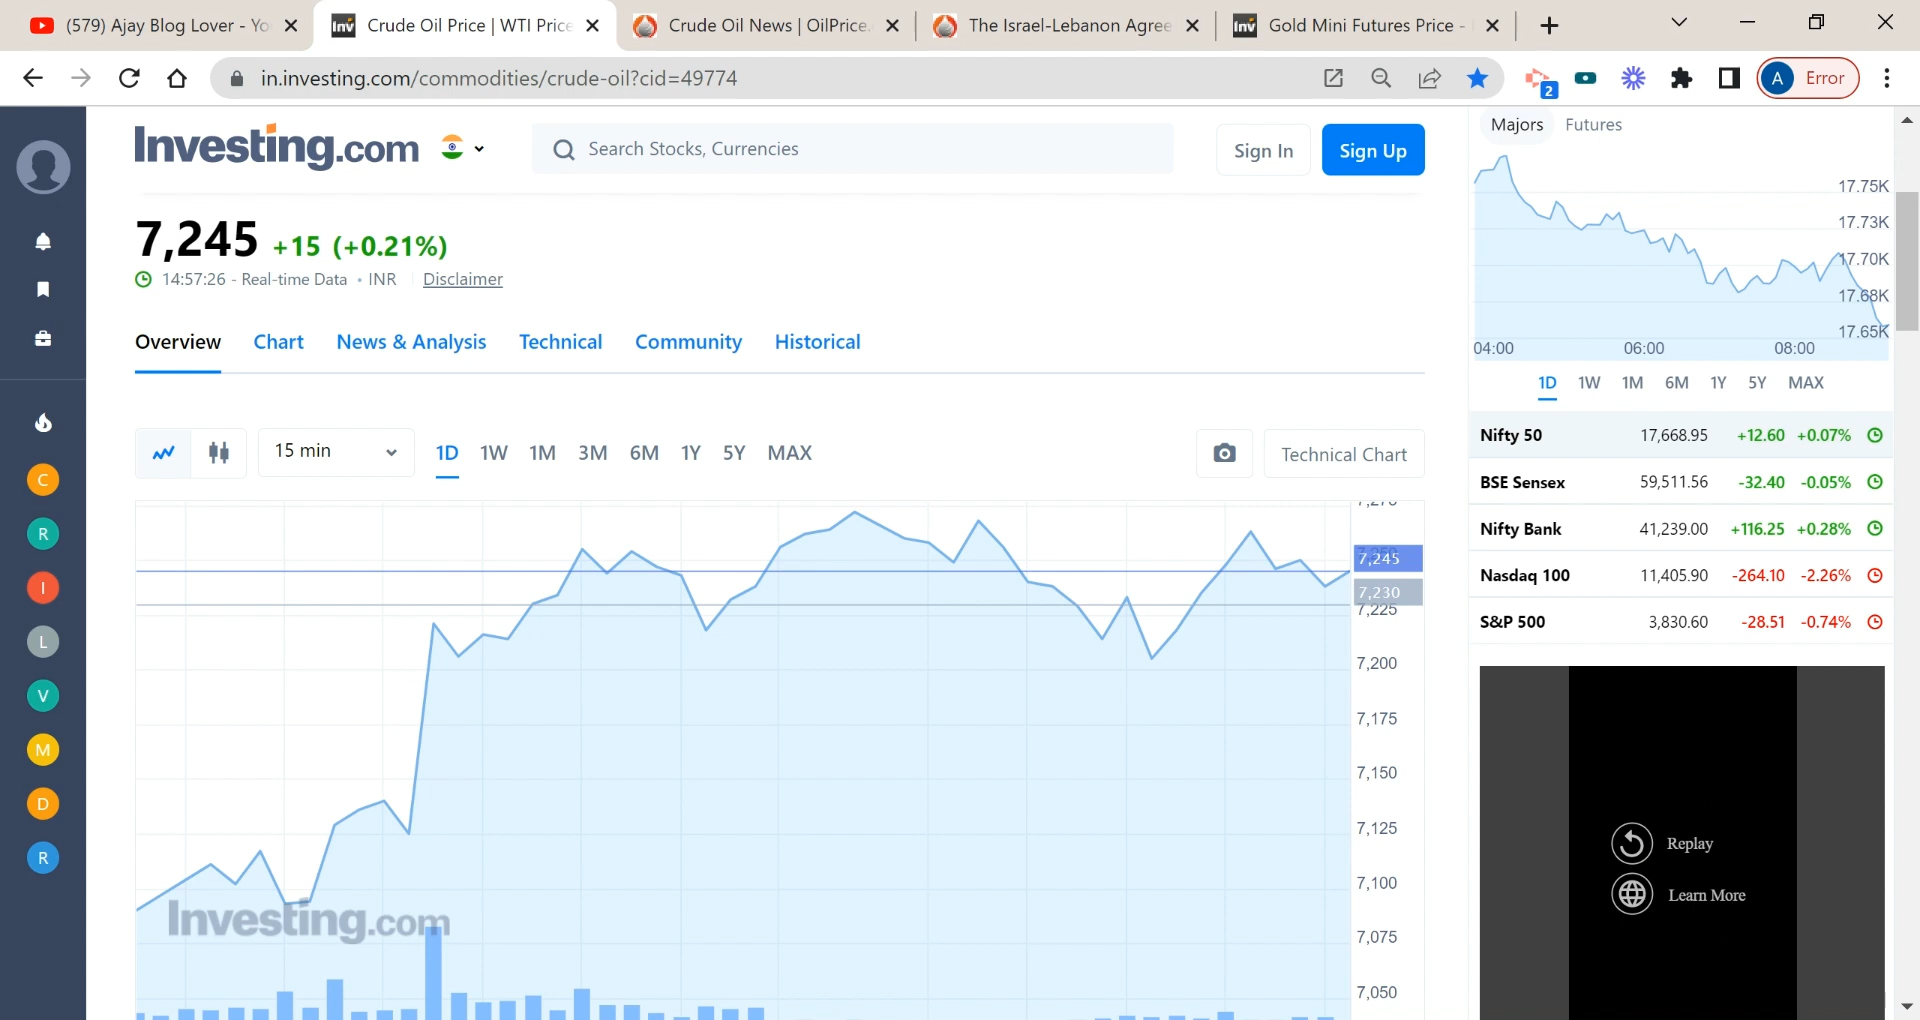 (579) Ajay Blog Lover - Yo
Crude Oil Price | WTI Price
Crude Oil News | OilPrice.
The Israel-Lebanon Agree
Gold Mini Futures Price -
in.investing.com/commodities/crude-oil?cid=49774
2
A Error
Investing.com
Search Stocks, Currencies
Sign In
Sign Up
7,245 +15 (+0.21%)
14:57:26 - Real-time Data • INR
Disclaimer
Overview
Chart
News & Analysis
Technical
Community
Historical
15 min
1D 1W 1M 3M 6M 1Y 5Y MAX
Technical Chart
7,245
7,230
7,225
7,200
7,175
7,150
7,125
7,100
7,075
7,050
Investing.com
C
R
I
L
V
M
D
R
Majors Futures
17.75K
17.73K
17.70K
17.68K
17.65K
04:00 06:00 08:00
1D 1W 1M 6M 1Y 5Y MAX
Nifty 50 17,668.95 +12.60 +0.07%
BSE Sensex 59,511.56 -32.40 -0.05%
Nifty Bank 41,239.00 +116.25 +0.28%
Nasdaq 100 11,405.90 -264.10 -2.26%
S&P 500 3,830.60 -28.51 -0.74%
Replay
Learn More